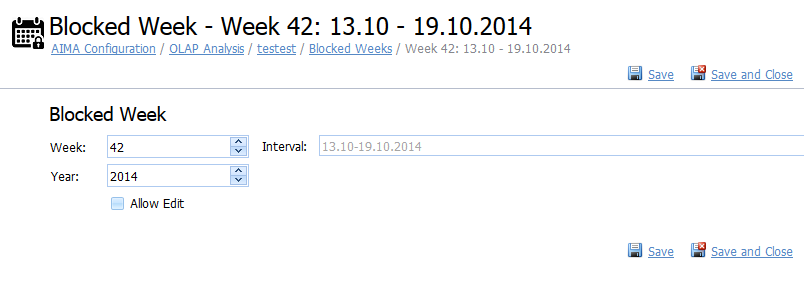 Blocked Week - Week 42: 13.10 - 19.10.2014
AIMA Configuration / OLAP Analysis / testest / Blocked Weeks / Week 42: 13.10 - 19.10.2014
Save Save and Close
Blocked Week
Week: 42 Interval: 13.10-19.10.2014
Year: 2014
Allow Edit
Save Save and Close